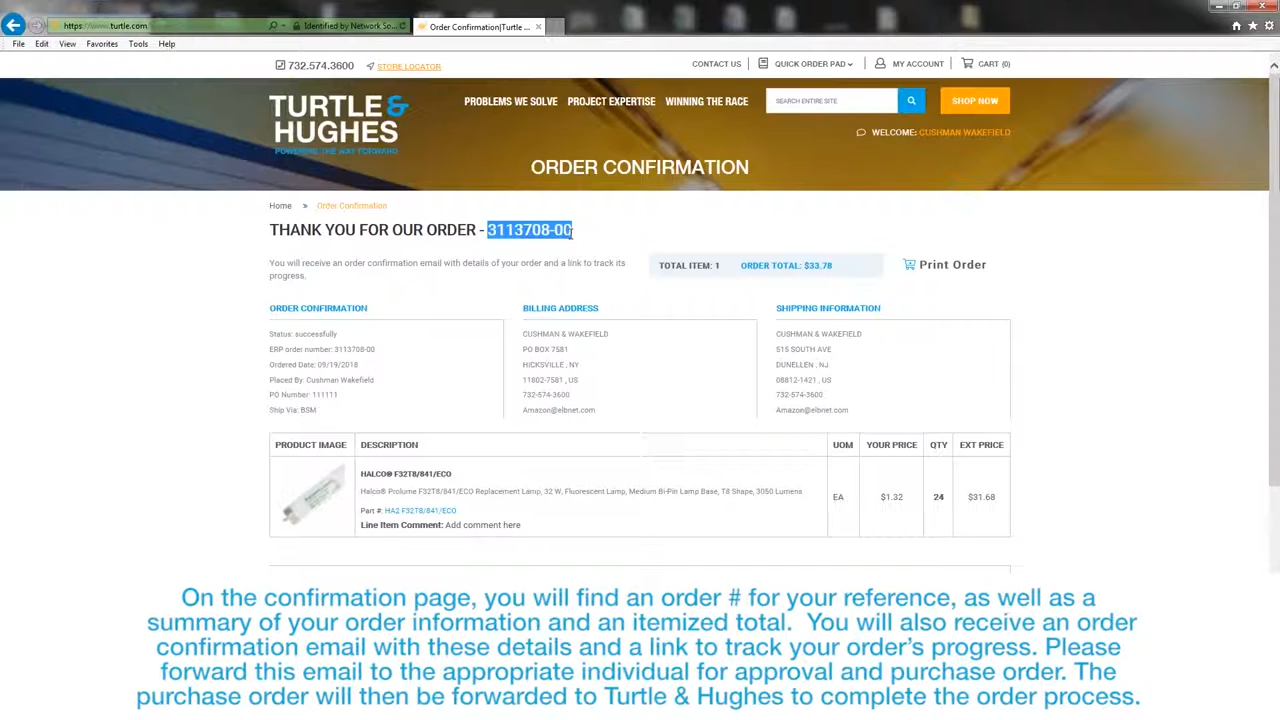 https://www.turtle.com
Identified by Network So...
Order Confirmation|Turtle ...
File Edit View Favorites Tools Help
732.574.3600 STORE LOCATOR
CONTACT US QUICK ORDER PAD MY ACCOUNT CART (0)
TURTLE &
HUGHES
POWERING THE WAY FORWARD
PROBLEMS WE SOLVE PROJECT EXPERTISE WINNING THE RACE
SEARCH ENTIRE SITE
SHOP NOW
WELCOME: CUSHMAN WAKEFIELD
ORDER CONFIRMATION
Home » Order Confirmation
THANK YOU FOR OUR ORDER - 3113708-00
You will receive an order confirmation email with details of your order and a link to track its
progress.
TOTAL ITEM: 1 ORDER TOTAL: $33.78
Print Order
ORDER CONFIRMATION
Status: successfully
ERP order number: 3113708-00
Ordered Date: 09/19/2018
Placed By: Cushman Wakefield
PO Number: 111111
Ship Via: BSM
BILLING ADDRESS
CUSHMAN & WAKEFIELD
PO BOX 7581
HICKSVILLE , NY
11802-7581 , US
732-574-3600
Amazon@elbnet.com
SHIPPING INFORMATION
CUSHMAN & WAKEFIELD
515 SOUTH AVE
DUNELLEN , NJ
08812-1421 , US
732-574-3600
Amazon@elbnet.com
PRODUCT IMAGE DESCRIPTION UOM YOUR PRICE QTY EXT PRICE
HALCO® F32T8/841/ECO
Halco® Prolume F32T8/841/ECO Replacement Lamp, 32 W, Fluorescent Lamp, Medium Bi-Pin Lamp Base, T8 Shape, 3050 Lumens
Part #: HA2 F32T8/841/ECO
Line Item Comment: Add comment here
EA $1.32 24 $31.68
On the confirmation page, you will find an order # for your reference, as well as a
summary of your order information and an itemized total. You will also receive an order
confirmation email with these details and a link to track your order's progress. Please
forward this email to the appropriate individual for approval and purchase order. The
purchase order will then be forwarded to Turtle & Hughes to complete the order process.